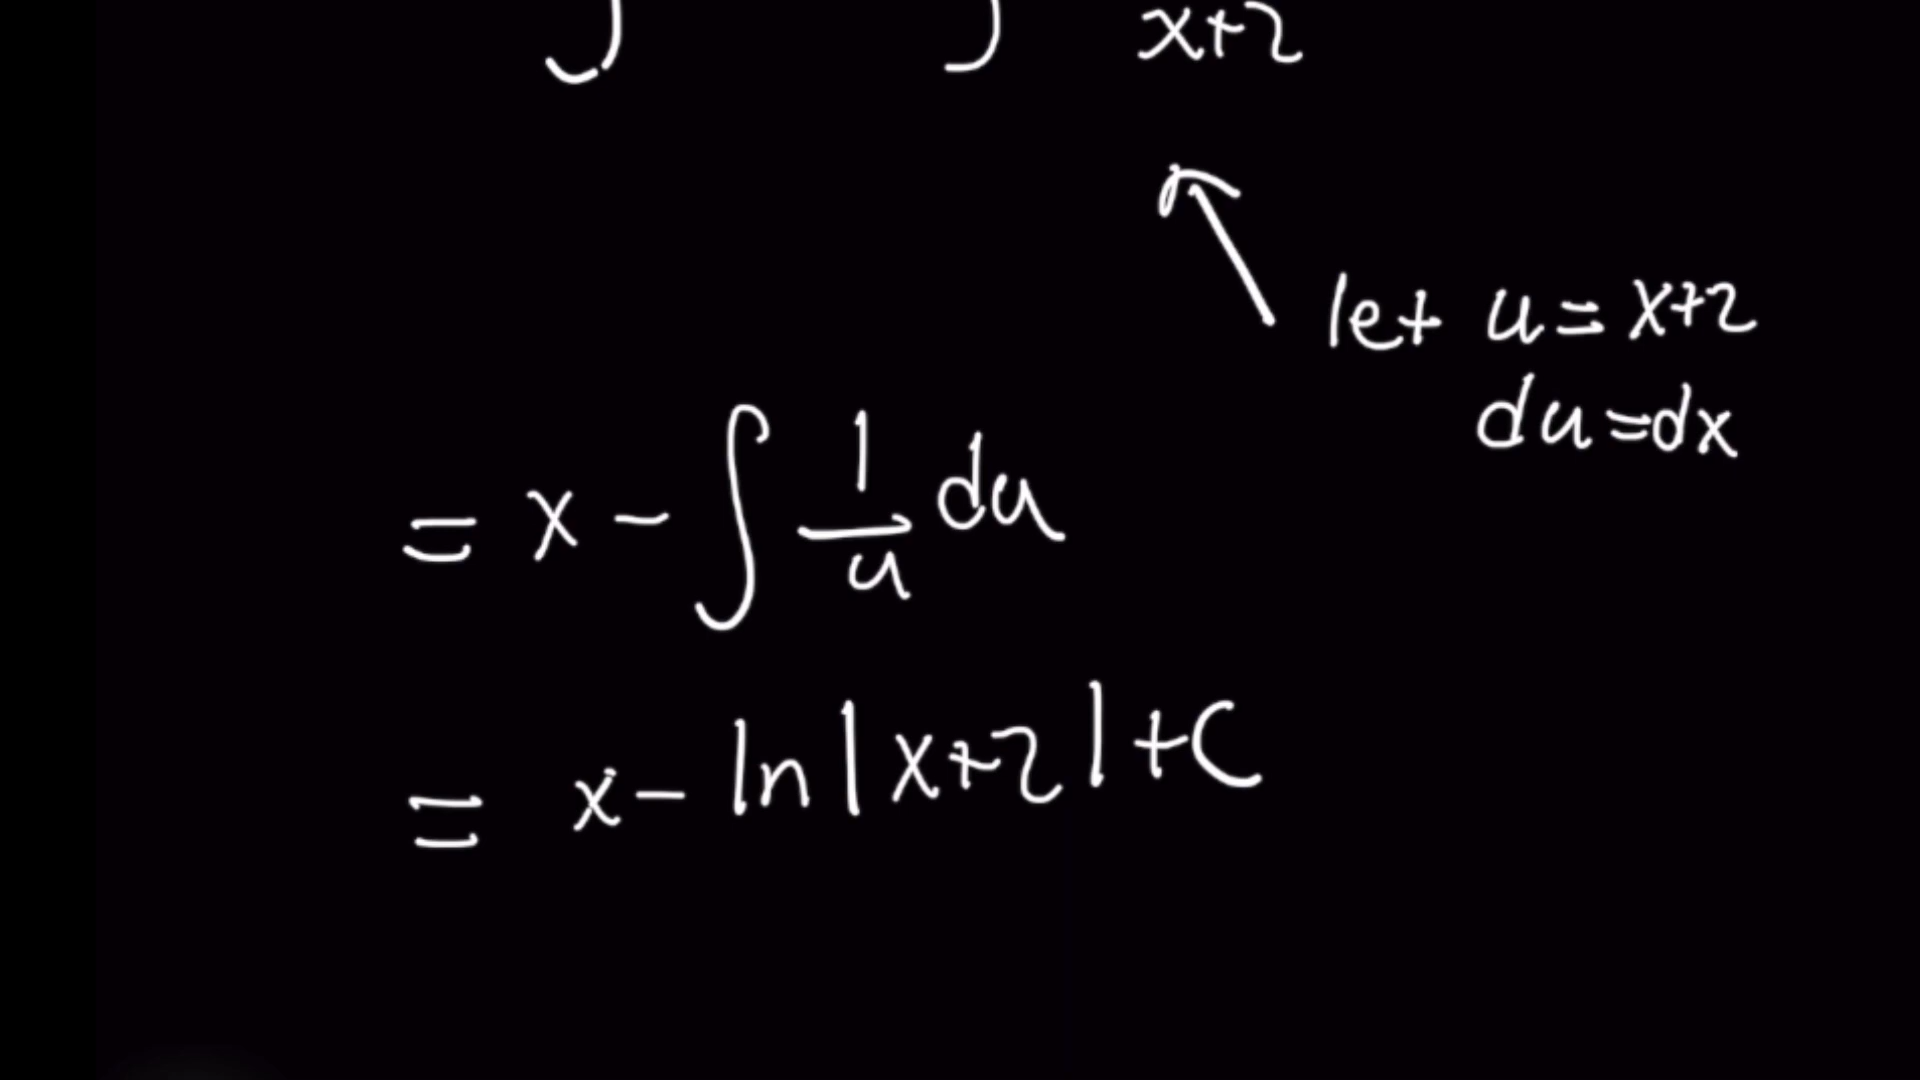 ∫ ∫ x+2
let u = x+2
du = dx
= x - ∫ 1/u du
= x - ln|x+2| + C